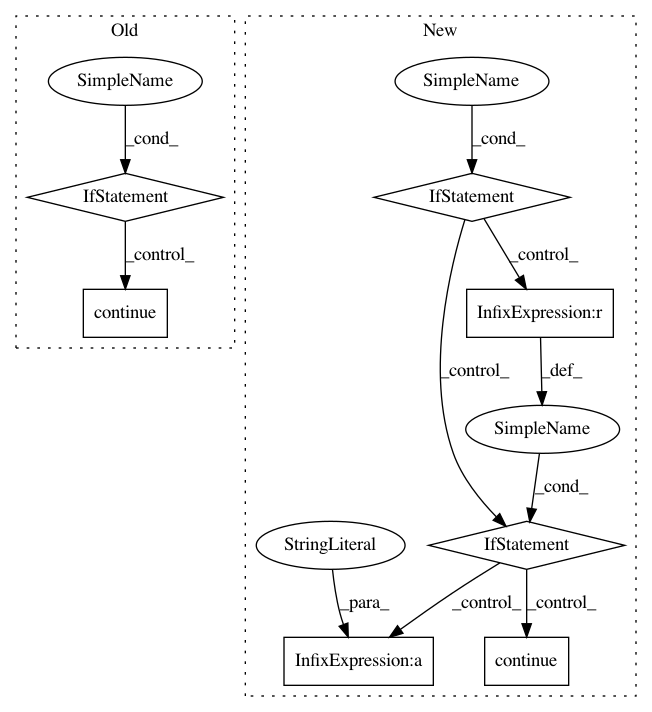 Old
New
SimpleName
SimpleName
_cond_
_cond_
IfStatement
IfStatement
_control_
_control_
continue
InfixExpression:r
_control_
_def_
SimpleName
_cond_
StringLiteral
IfStatement
_para_
_control_
_control_
InfixExpression:a
continue